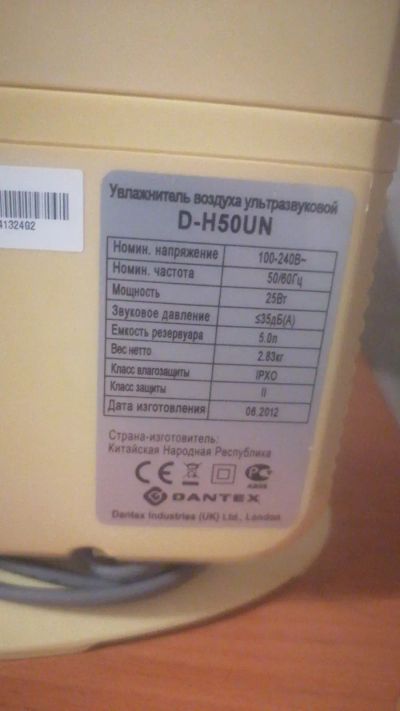 4132492
Увлажнитель воздуха ультразвуковой
D-H50UN
Номин. напряжение 100-240В~
Номин. частота 50/60Гц
Мощность 25Вт
Звуковое давление ≤35дБ(А)
Емкость резервуара 5.0л
Вес нетто 2.83кг
Класс влагозащиты IPXO
Класс защиты II
Дата изготовления 06.2012
Страна-изготовитель:
Китайская Народная Республика
CE
DANTEX
Dantex Industries (UK) Ltd., London